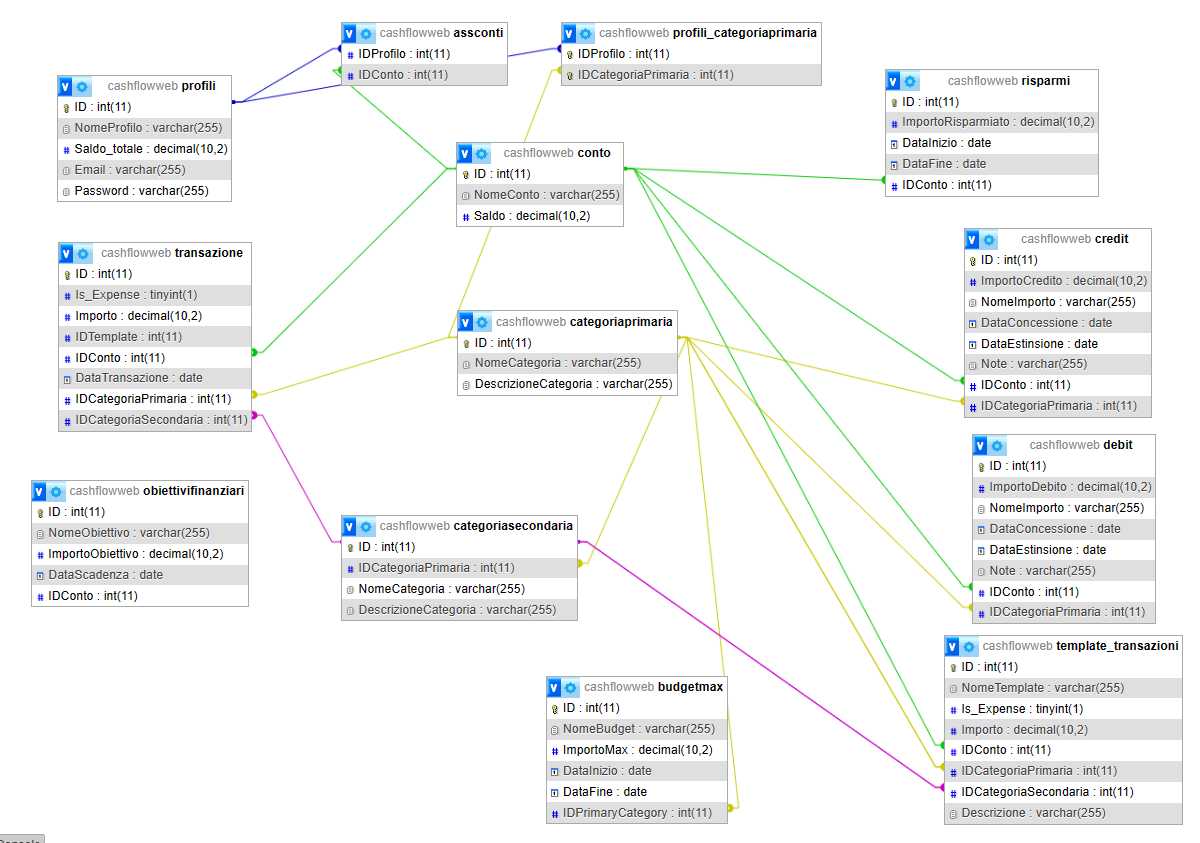 cashflowweb assconti
IDProfilo : int(11)
IDConto : int(11)
cashflowweb profili_categoriaprimaria
IDProfilo : int(11)
IDCategoriaPrimaria : int(11)
cashflowweb profili
ID : int(11)
NomeProfilo : varchar(255)
Saldo_totale : decimal(10,2)
Email : varchar(255)
Password : varchar(255)
cashflowweb risparmi
ID : int(11)
ImportoRisparmiato : decimal(10,2)
DataInizio : date
DataFine : date
IDConto : int(11)
cashflowweb conto
ID : int(11)
NomeConto : varchar(255)
Saldo : decimal(10,2)
cashflowweb transazione
ID : int(11)
Is_Expense : tinyint(1)
Importo : decimal(10,2)
IDTemplate : int(11)
IDConto : int(11)
DataTransazione : date
IDCategoriaPrimaria : int(11)
IDCategoriaSecondaria : int(11)
cashflowweb credit
ID : int(11)
ImportoCredito : decimal(10,2)
NomeImporto : varchar(255)
DataConcessione : date
DataEstinsione : date
Note : varchar(255)
IDConto : int(11)
IDCategoriaPrimaria : int(11)
cashflowweb categoriaprimaria
ID : int(11)
NomeCategoria : varchar(255)
DescrizioneCategoria : varchar(255)
cashflowweb debit
ID : int(11)
ImportoDebito : decimal(10,2)
NomeImporto : varchar(255)
DataConcessione : date
DataEstinsione : date
Note : varchar(255)
IDConto : int(11)
IDCategoriaPrimaria : int(11)
cashflowweb obiettivifinanziari
ID : int(11)
NomeObiettivo : varchar(255)
ImportoObiettivo : decimal(10,2)
DataScadenza : date
IDConto : int(11)
cashflowweb categoriasecondaria
ID : int(11)
IDCategoriaPrimaria : int(11)
NomeCategoria : varchar(255)
DescrizioneCategoria : varchar(255)
cashflowweb template_transazioni
ID : int(11)
NomeTemplate : varchar(255)
Is_Expense : tinyint(1)
Importo : decimal(10,2)
IDConto : int(11)
IDCategoriaPrimaria : int(11)
IDCategoriaSecondaria : int(11)
Descrizione : varchar(255)
cashflowweb budgetmax
ID : int(11)
NomeBudget : varchar(255)
ImportoMax : decimal(10,2)
DataInizio : date
DataFine : date
IDPrimaryCategory : int(11)